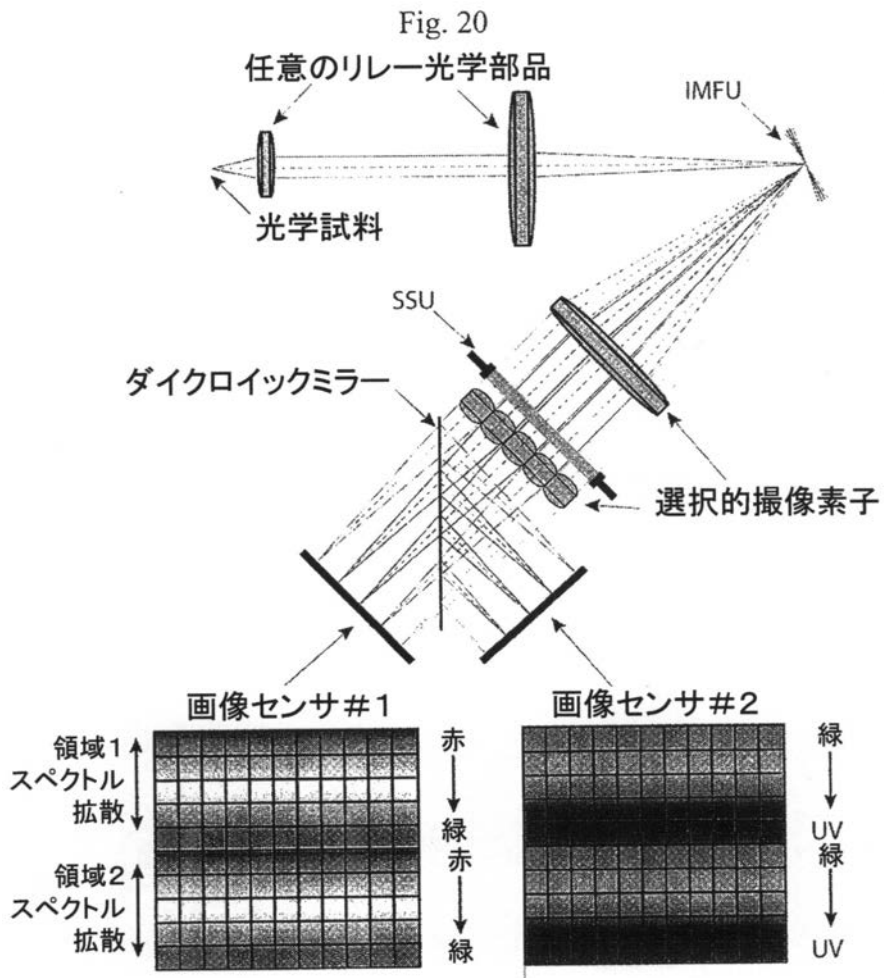 Fig. 20
任意のリレー光学部品
IMFU
光学試料
SSU
ダイクロイックミラー
選択的撮像素子
画像センサ#1
画像センサ#2
領域1
スペクトル
拡散
領域2
スペクトル
拡散
赤
緑
赤
緑
緑
UV
緑
UV